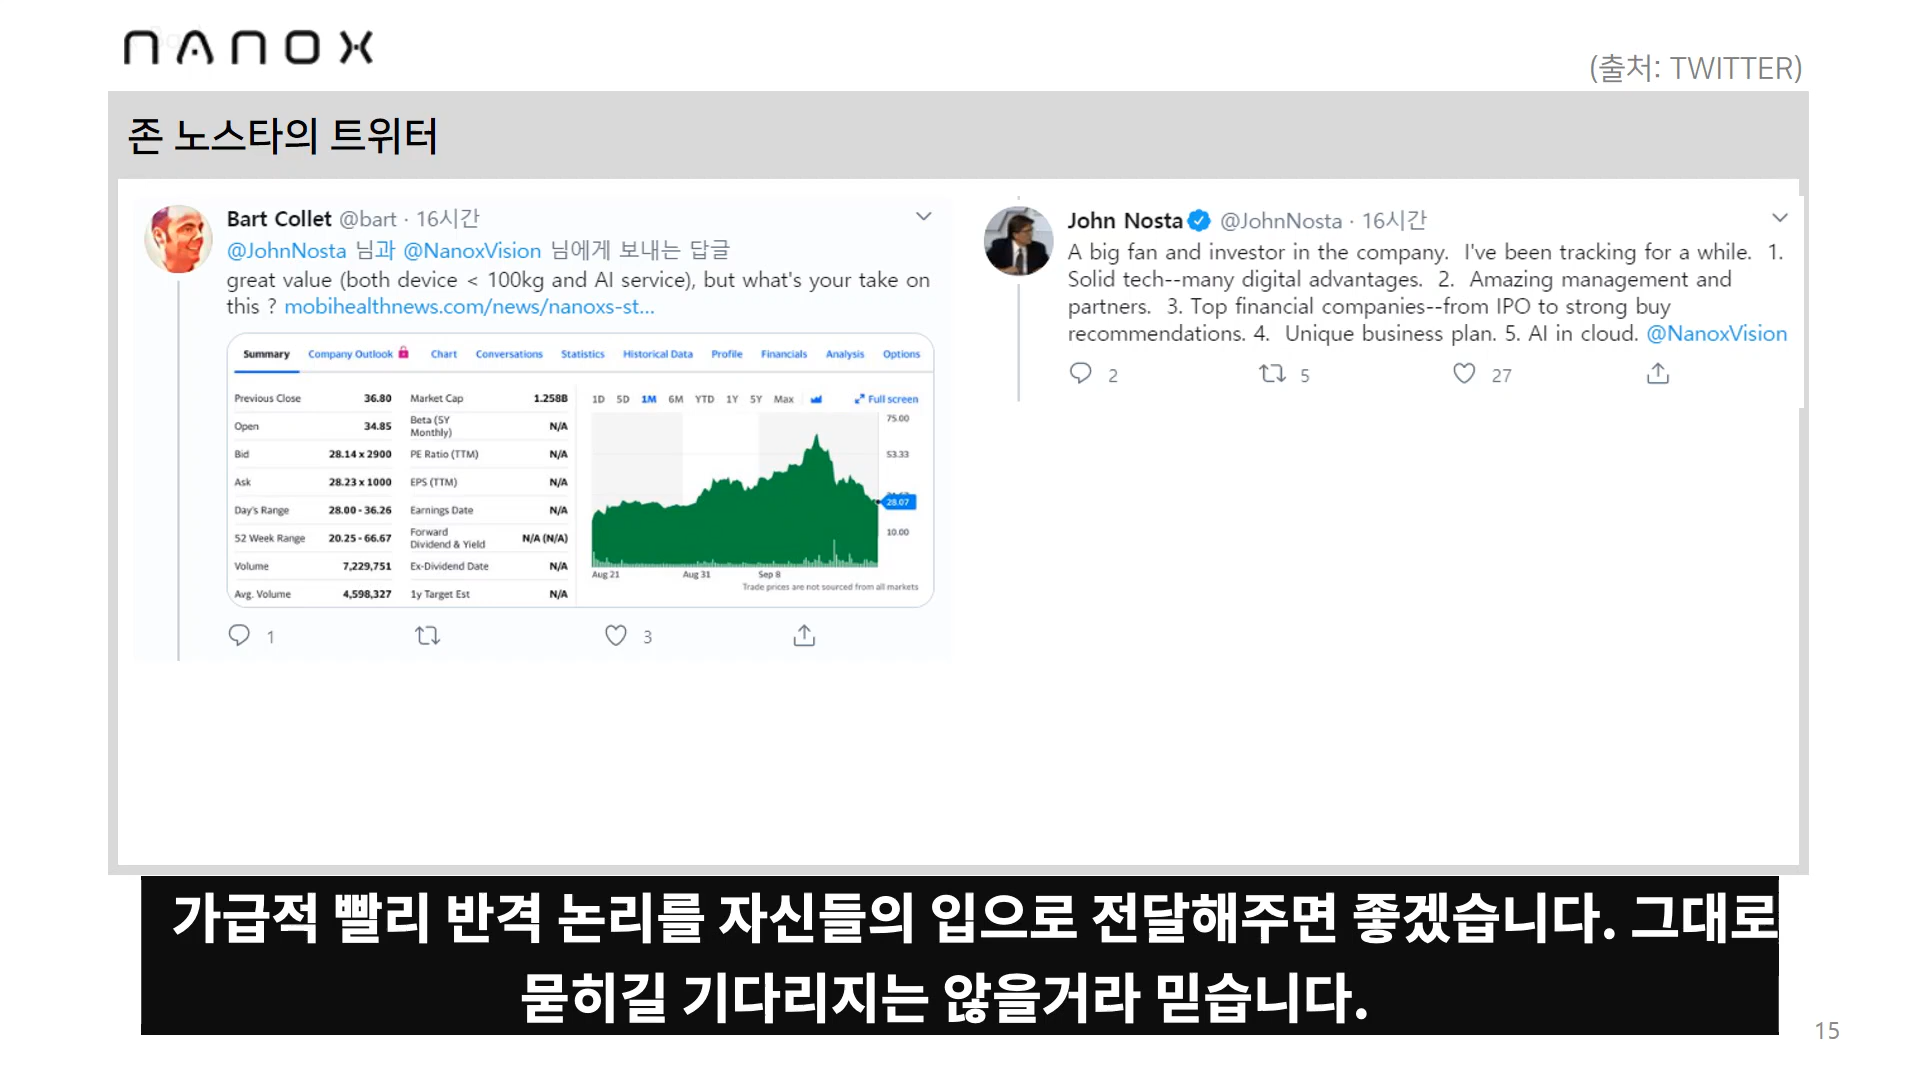 NANOX
(출처: TWITTER)
존 노스타의 트위터
Bart Collet @bart · 16시간
@JohnNosta 님과 @NanoxVision 님에게 보내는 답글
great value (both device < 100kg and AI service), but what's your take on
this ? mobihealthnews.com/news/nanoxs-st...
Summary Company Outlook Chart Conversations Statistics Historical Data Profile Financials Analysis Options
Previous Close 36.80
Open 34.85
Bid 28.14 x 2900
Ask 28.23 x 1000
Day's Range 28.00 - 36.26
52 Week Range 20.25 - 66.67
Volume 7,229,751
Avg. Volume 4,598,327
Market Cap 1.258B
Beta (5Y
Monthly) N/A
PE Ratio (TTM) N/A
EPS (TTM) N/A
Earnings Date N/A
Forward
Dividend & Yield N/A (N/A)
Ex-Dividend Date N/A
1y Target Est N/A
1D 5D 1M 6M YTD 1Y 5Y Max Full screen
75.00
53.33
28.07
10.00
Aug 21 Aug 31 Sep 8
Trade prices are not sourced from all markets
1 3
John Nosta @JohnNosta · 16시간
A big fan and investor in the company. I've been tracking for a while. 1.
Solid tech--many digital advantages. 2. Amazing management and
partners. 3. Top financial companies--from IPO to strong buy
recommendations. 4. Unique business plan. 5. AI in cloud. @NanoxVision
2 5 27
가급적 빨리 반격 논리를 자신들의 입으로 전달해주면 좋겠습니다. 그대로
묻히길 기다리지는 않을거라 믿습니다.
15